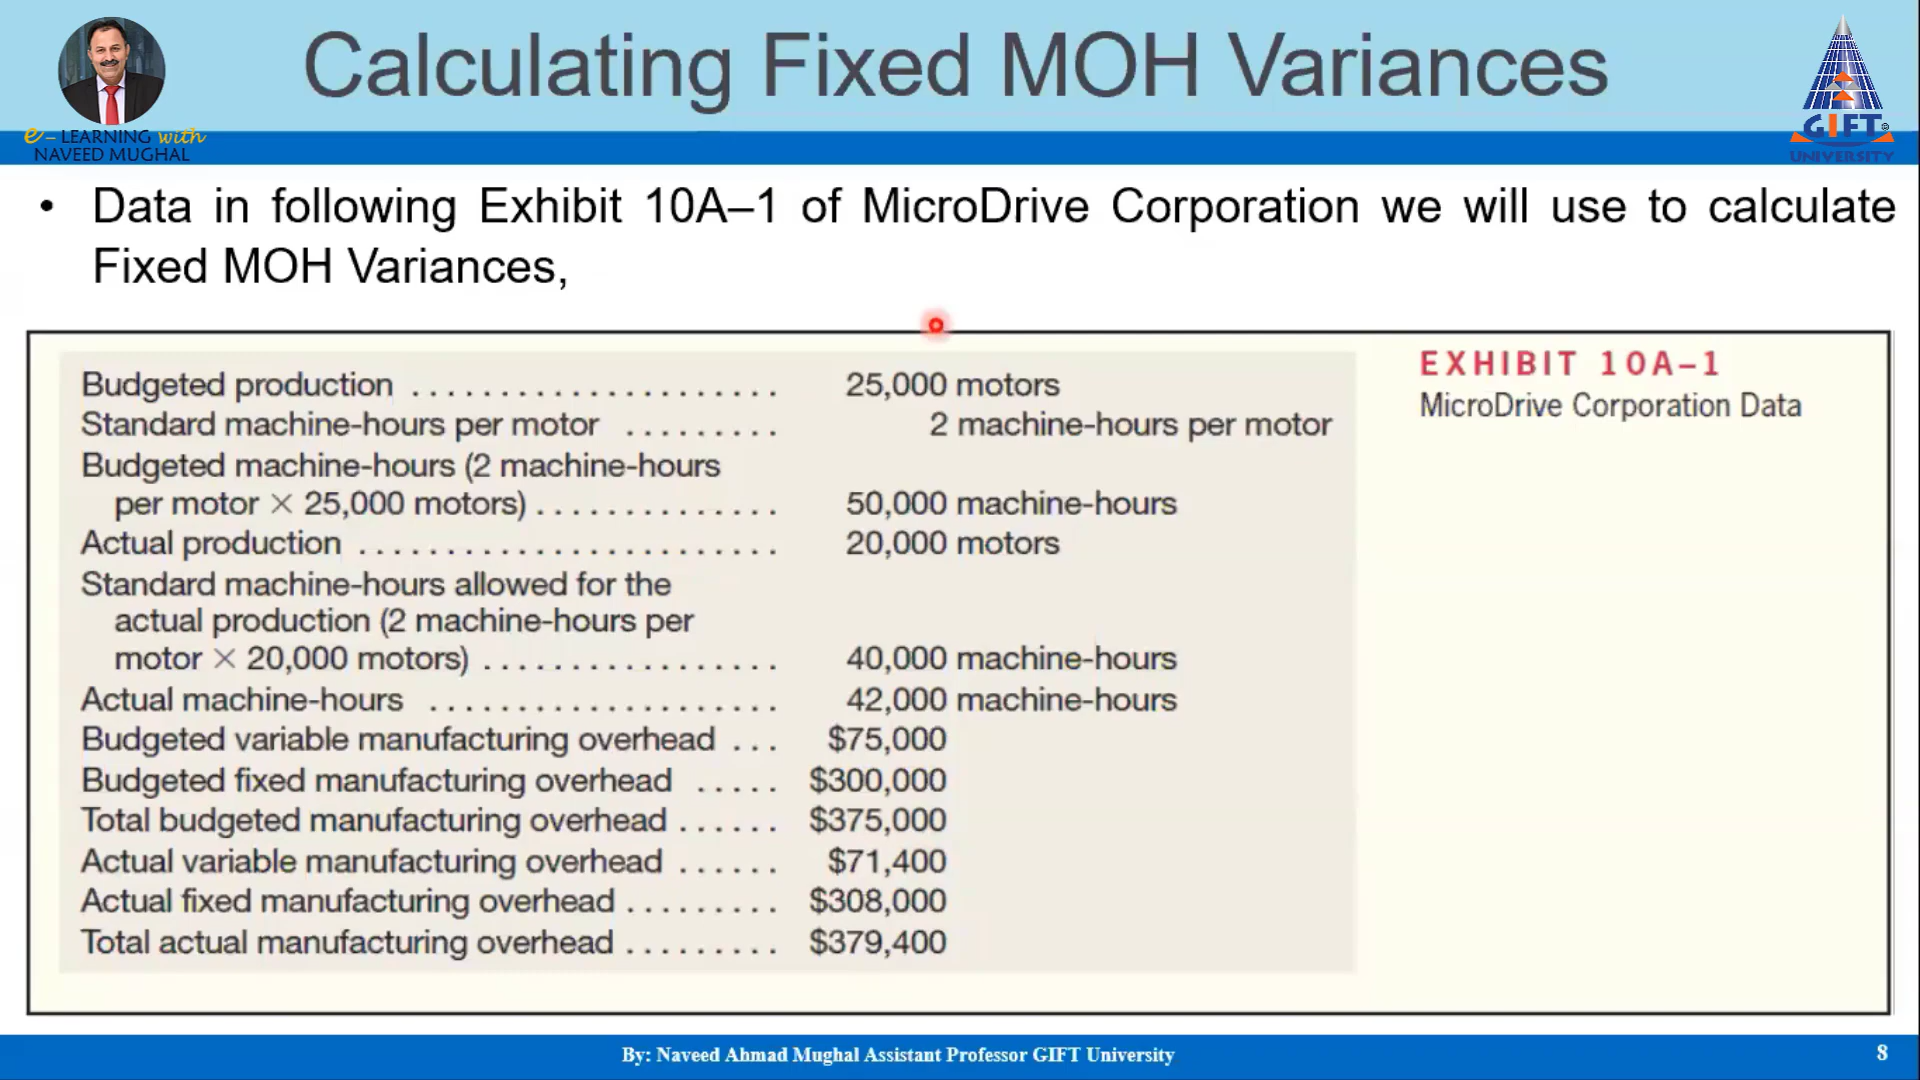 Calculating Fixed MOH Variances
e – LEARNING with
NAVEED MUGHAL
GIFT
UNIVERSITY
• Data in following Exhibit 10A–1 of MicroDrive Corporation we will use to calculate
Fixed MOH Variances,
EXHIBIT 10A–1
MicroDrive Corporation Data
Budgeted production . . . . . . . . . . . . . . . . . . . . . 25,000 motors
Standard machine-hours per motor . . . . . . . . . 2 machine-hours per motor
Budgeted machine-hours (2 machine-hours
per motor × 25,000 motors) . . . . . . . . . . . . . . 50,000 machine-hours
Actual production . . . . . . . . . . . . . . . . . . . . . . . . 20,000 motors
Standard machine-hours allowed for the
actual production (2 machine-hours per
motor × 20,000 motors) . . . . . . . . . . . . . . . . . 40,000 machine-hours
Actual machine-hours . . . . . . . . . . . . . . . . . . . . 42,000 machine-hours
Budgeted variable manufacturing overhead . . . $75,000
Budgeted fixed manufacturing overhead . . . . . $300,000
Total budgeted manufacturing overhead . . . . . . $375,000
Actual variable manufacturing overhead . . . . . . $71,400
Actual fixed manufacturing overhead . . . . . . . . . $308,000
Total actual manufacturing overhead . . . . . . . . . $379,400
By: Naveed Ahmad Mughal Assistant Professor GIFT University
8